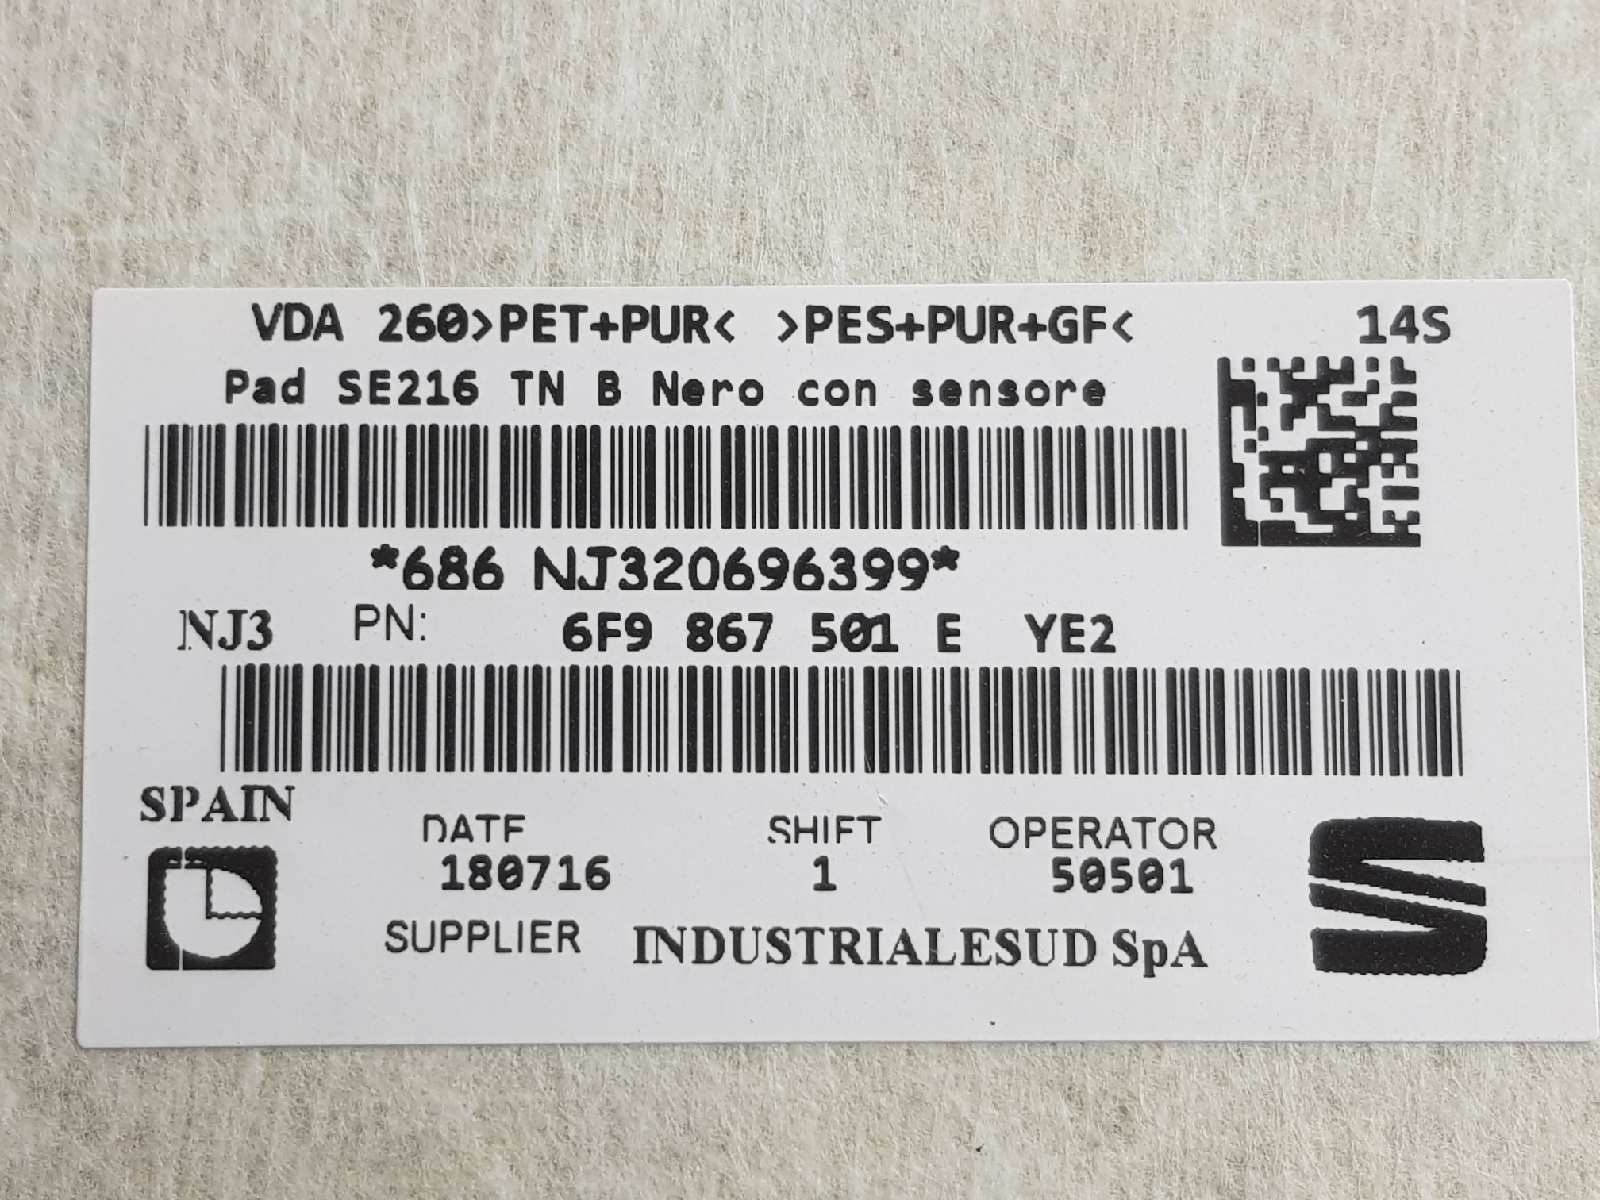 VDA 260>PET+PUR< >PES+PUR+GF< 14S
Pad SE216 TN B Nero con sensore
*686 NJ320696399*
NJ3 PN: 6F9 867 501 E YE2
SPAIN
DATE SHIFT OPERATOR
180716 1 50501
SUPPLIER INDUSTRIALESUD SpA